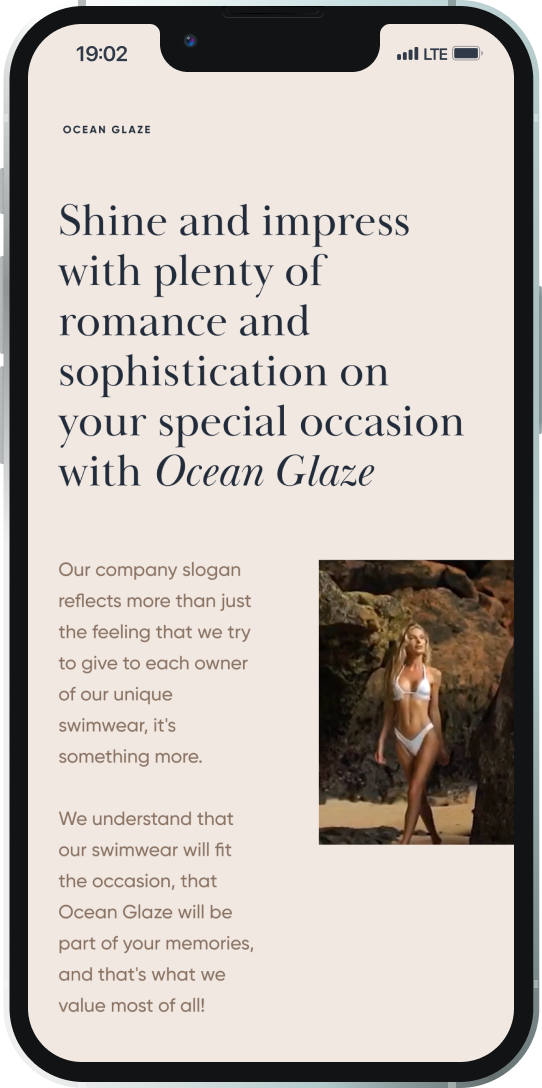 19:02
LTE
OCEAN GLAZE
Shine and impress
with plenty of
romance and
sophistication on
your special occasion
with Ocean Glaze
Our company slogan
reflects more than just
the feeling that we try
to give to each owner
of our unique
swimwear, it's
something more.
We understand that
our swimwear will fit
the occasion, that
Ocean Glaze will be
part of your memories,
and that's what we
value most of all!